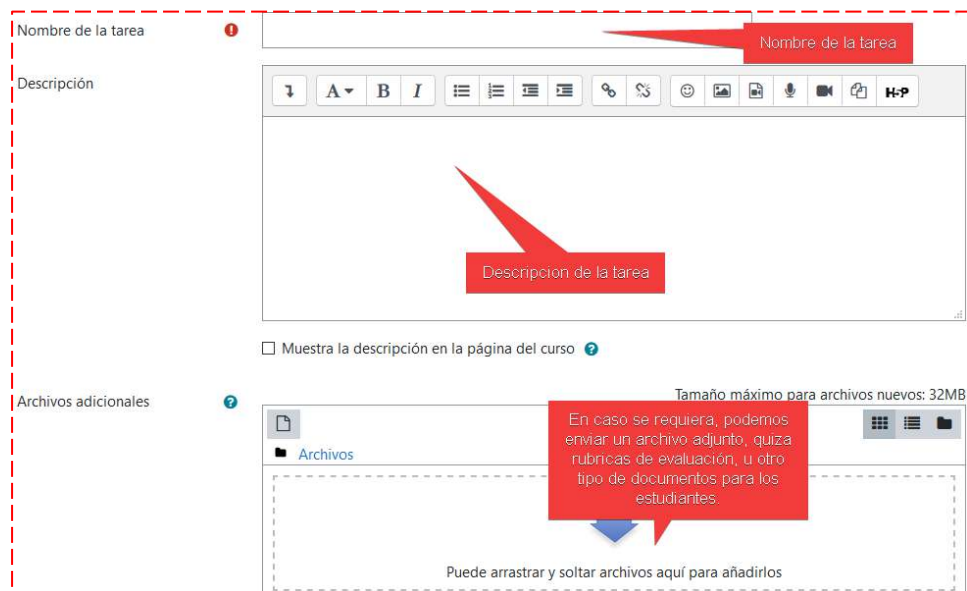 Nombre de la tarea
Nombre de la tarea
Descripción
A B I H-P
Descripcion de la tarea
Muestra la descripción en la página del curso
Archivos adicionales
Tamaño máximo para archivos nuevos: 32MB
En caso se requiera, podemos
enviar un archivo adjunto, quiza
rubricas de evaluación, u otro
tipo de documentos para los
estudiantes.
Archivos
Puede arrastrar y soltar archivos aquí para añadirlos